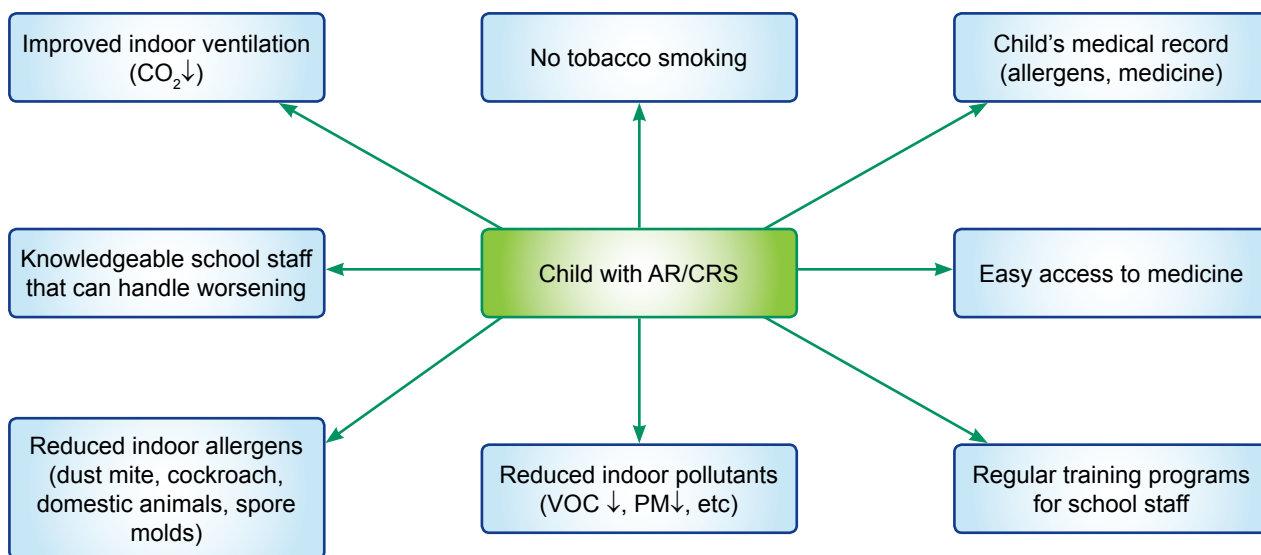 Improved indoor ventilation
(CO₂↓)
No tobacco smoking
Child’s medical record
(allergens, medicine)
Knowledgeable school staff
that can handle worsening
Child with AR/CRS
Easy access to medicine
Reduced indoor allergens
(dust mite, cockroach,
domestic animals, spore
molds)
Reduced indoor pollutants
(VOC ↓, PM↓, etc)
Regular training programs
for school staff